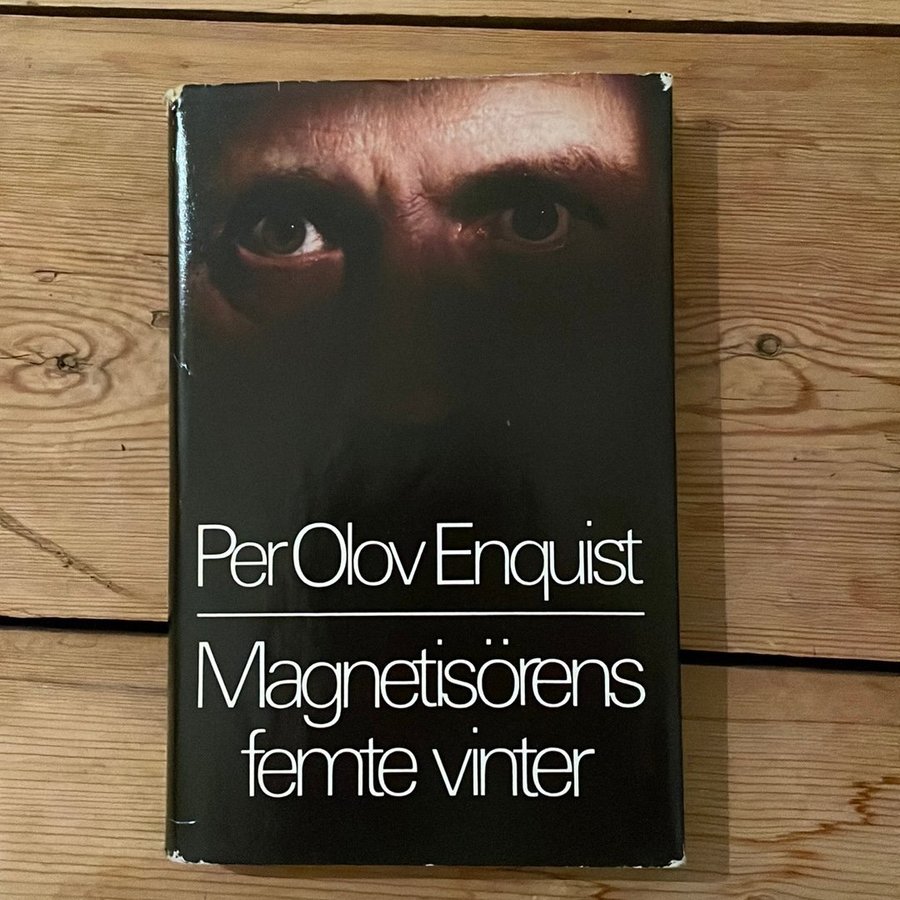 Per Olov Enquist
Magnetisörens
femte vinter